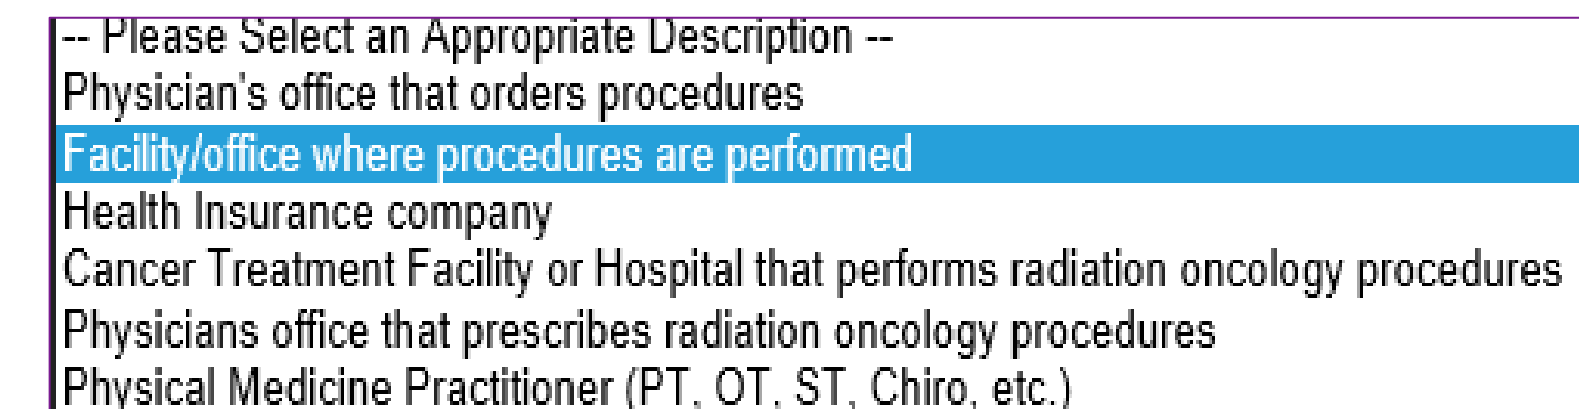 -- Please Select an Appropriate Description --
Physician's office that orders procedures
Facility/office where procedures are performed
Health Insurance company
Cancer Treatment Facility or Hospital that performs radiation oncology procedures
Physicians office that prescribes radiation oncology procedures
Physical Medicine Practitioner (PT, OT, ST, Chiro, etc.)